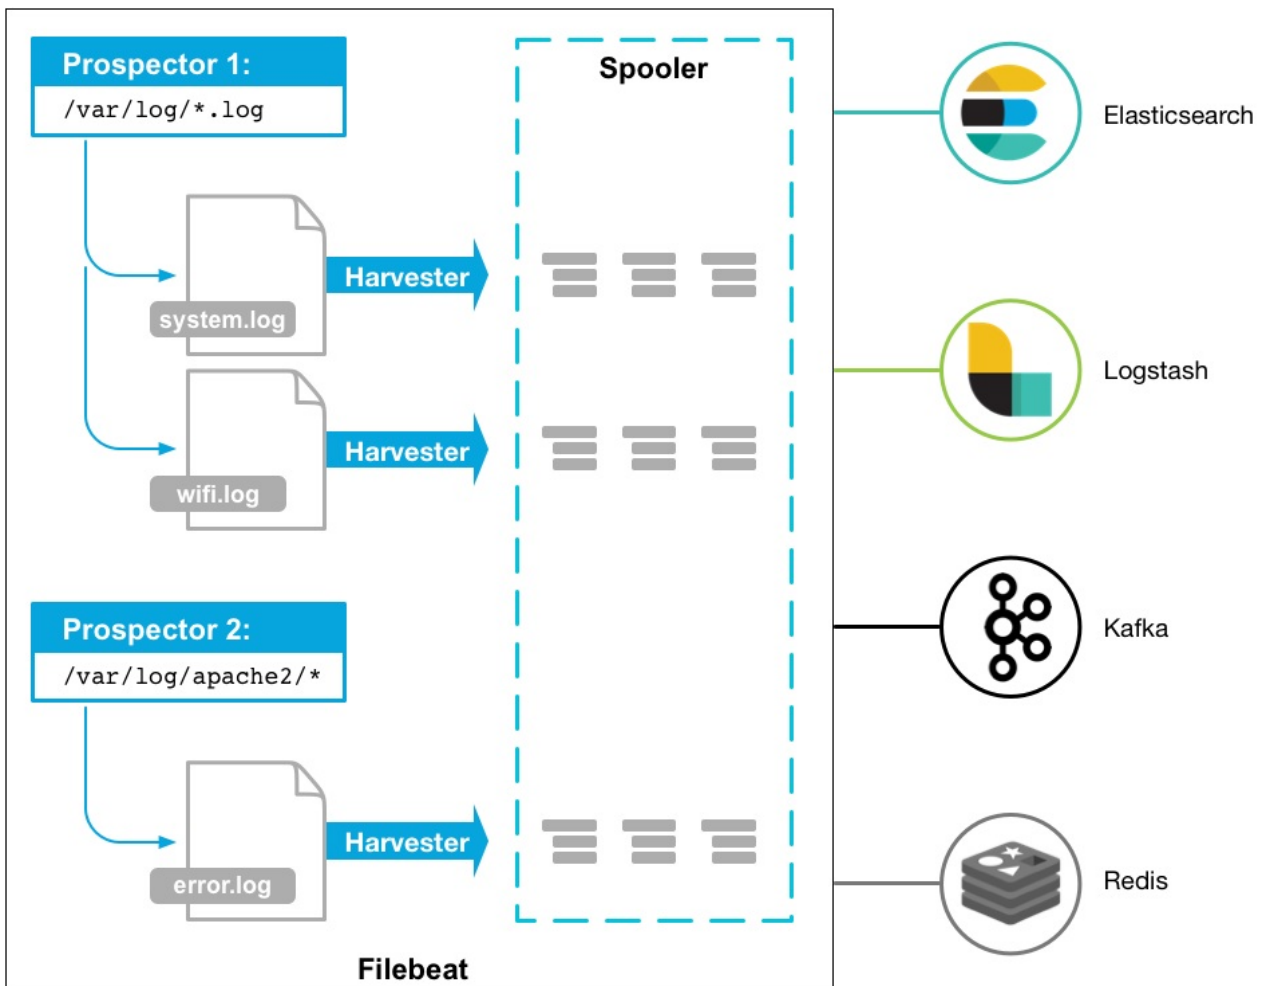 Prospector 1:
/var/log/*.log
system.log
Harvester
wifi.log
Harvester
Prospector 2:
/var/log/apache2/*
error.log
Harvester
Spooler
Filebeat
Elasticsearch
Logstash
Kafka
Redis